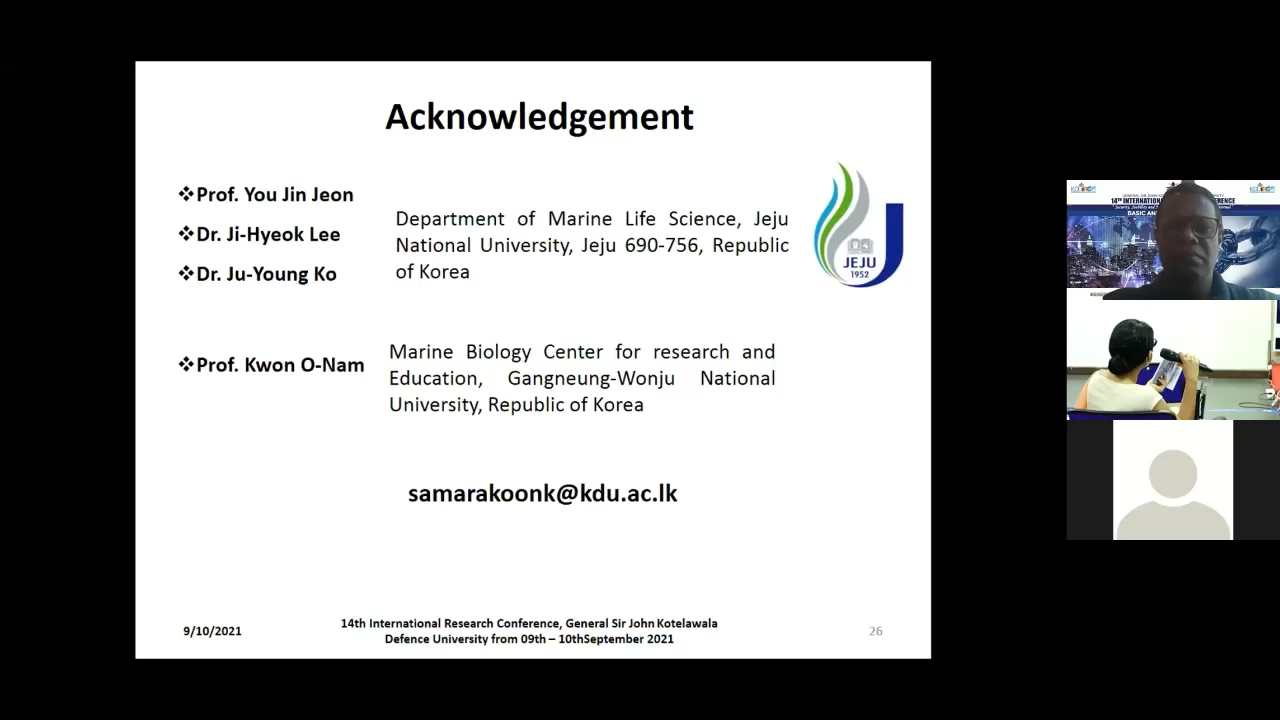 Acknowledgement
❖Prof. You Jin Jeon
❖Dr. Ji-Hyeok Lee
❖Dr. Ju-Young Ko
Department of Marine Life Science, Jeju
National University, Jeju 690-756, Republic
of Korea
JEJU
1952
❖Prof. Kwon O-Nam
Marine Biology Center for research and
Education, Gangneung-Wonju National
University, Republic of Korea
samarakoonk@kdu.ac.lk
9/10/2021
14th International Research Conference, General Sir John Kotelawala
Defence University from 09th – 10thSeptember 2021
26
GENERAL SIR JOHN
14TH INTERNATIONAL
BASIC AN